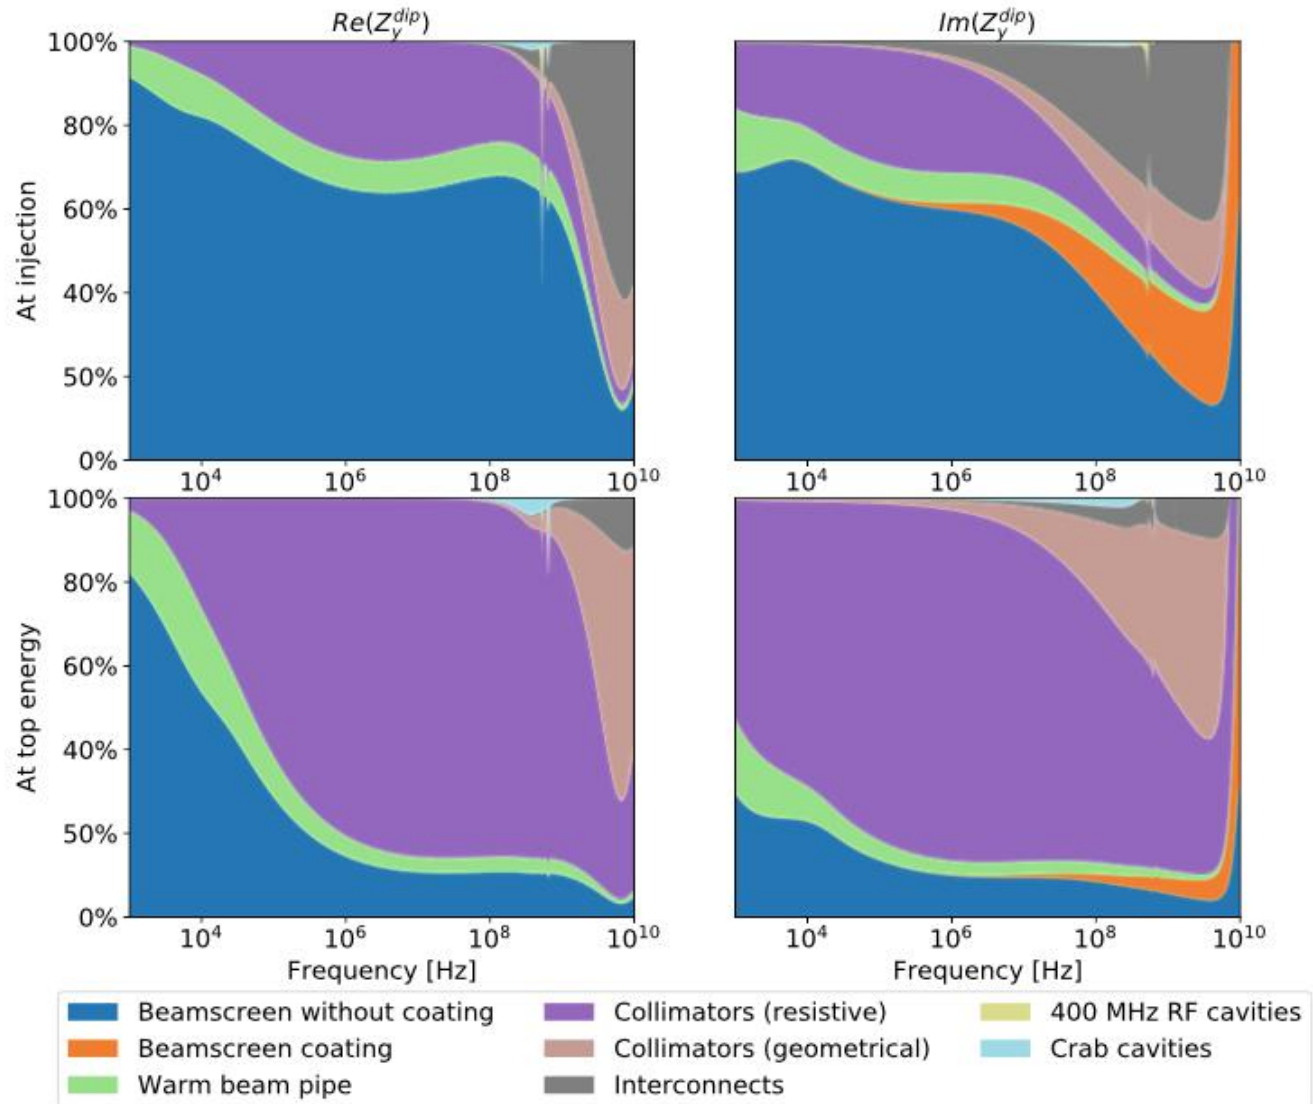 Re(Z_y^{dip})
Im(Z_y^{dip})
100%
80%
60%
40%
50%
0%
At injection
10^4 10^6 10^8 10^10
10^4 10^6 10^8 10^10
100%
80%
60%
40%
50%
0%
At top energy
10^4 10^6 10^8 10^10
10^4 10^6 10^8 10^10
Frequency [Hz]
Frequency [Hz]
Beamscreen without coating
Beamscreen coating
Warm beam pipe
Collimators (resistive)
Collimators (geometrical)
Interconnects
400 MHz RF cavities
Crab cavities